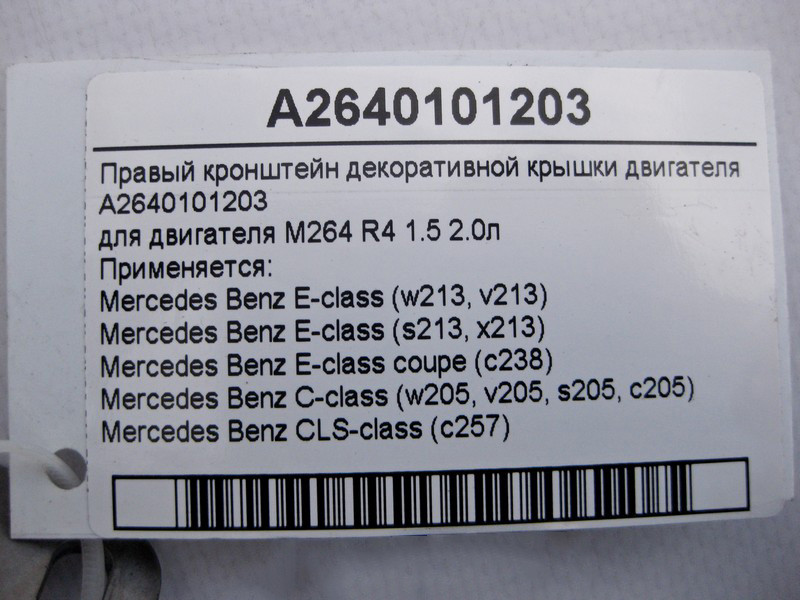 A2640101203
Правый кронштейн декоративной крышки двигателя
A2640101203
для двигателя M264 R4 1.5 2.0л
Применяется:
Mercedes Benz E-class (w213, v213)
Mercedes Benz E-class (s213, x213)
Mercedes Benz E-class coupe (c238)
Mercedes Benz C-class (w205, v205, s205, c205)
Mercedes Benz CLS-class (c257)